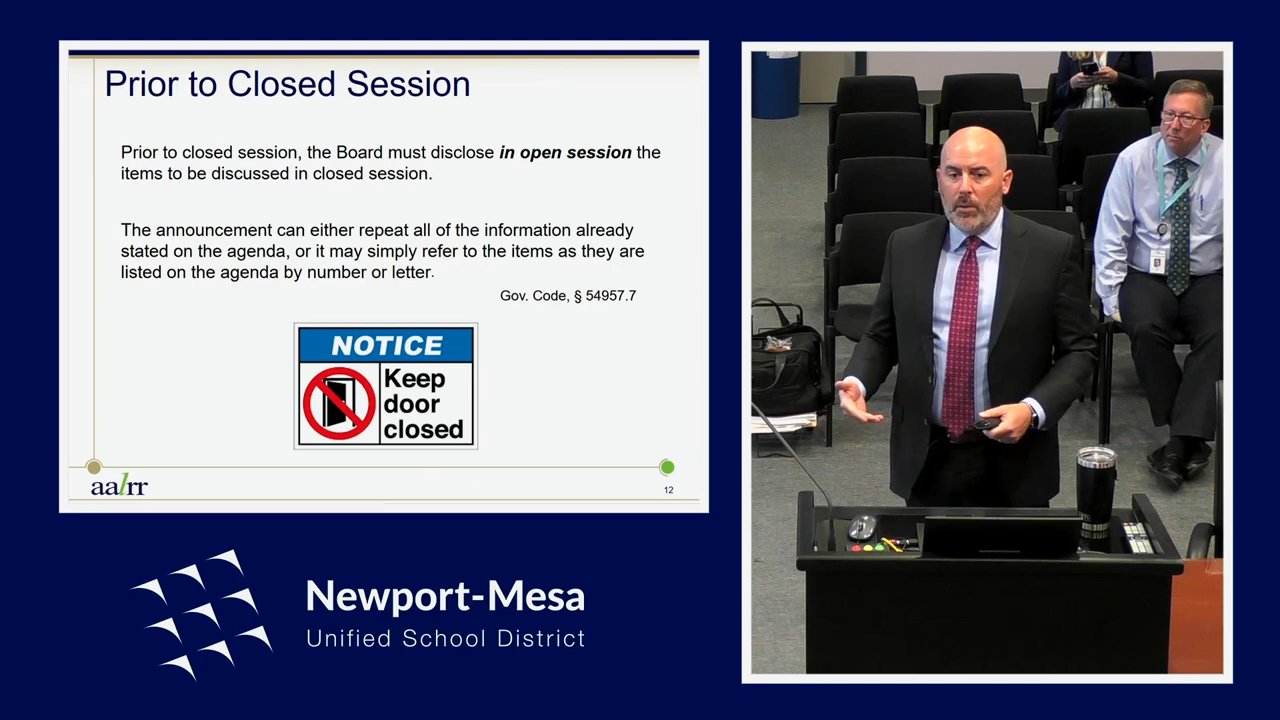 Prior to Closed Session
Prior to closed session, the Board must disclose in open session the
items to be discussed in closed session.
The announcement can either repeat all of the information already
stated on the agenda, or it may simply refer to the items as they are
listed on the agenda by number or letter.
Gov. Code, § 54957.7
NOTICE
Keep
door
closed
aalrr
12
Newport-Mesa
Unified School District